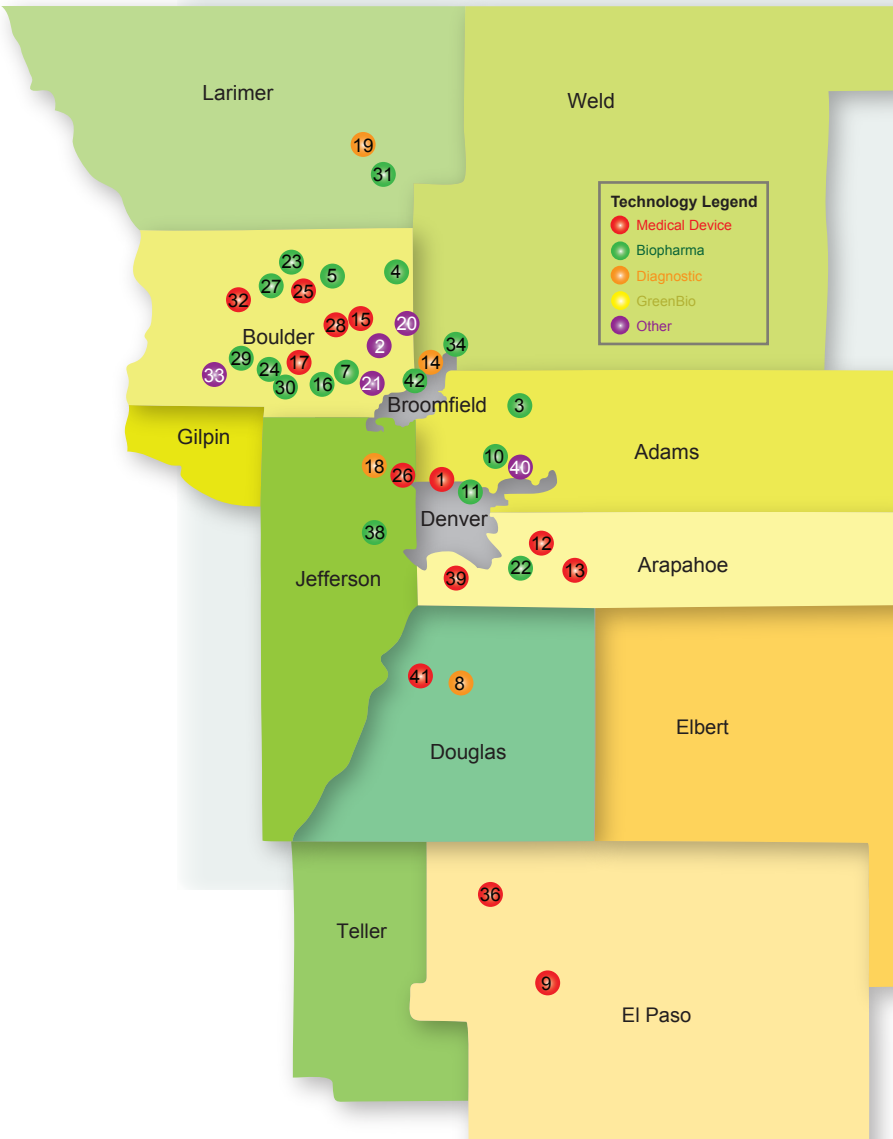 Larimer
Weld
19
31
Technology Legend
Medical Device
Biopharma
Diagnostic
GreenBio
Other
23
5
4
27
25
32
28
15
20
Boulder
2
34
29
24
17
14
33
30
16
7
21
42
Broomfield
3
Gilpin
Adams
18
26
1
10
40
11
Denver
38
12
Jefferson
39
22
13
Arapahoe
41
8
Elbert
Douglas
36
Teller
9
El Paso